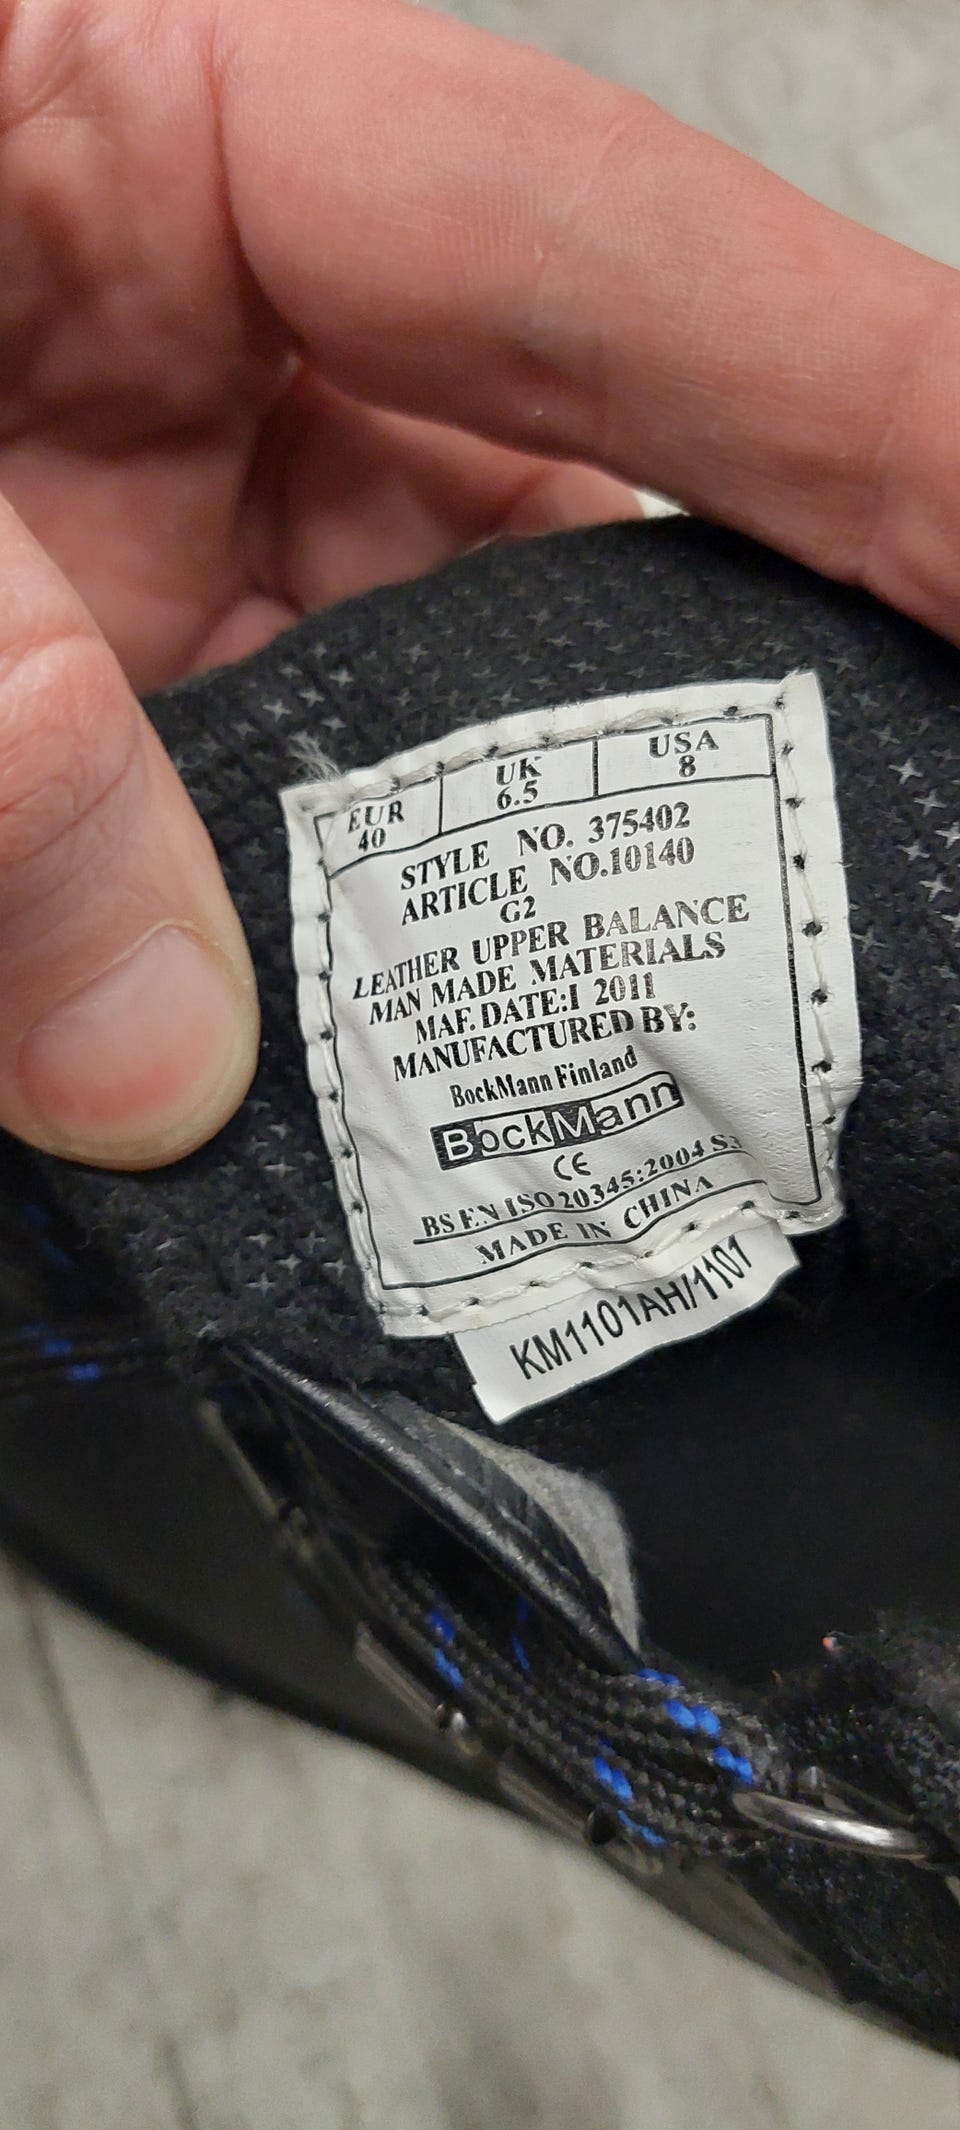 EUR UK USA
40 6.5 8
STYLE NO. 375402
ARTICLE NO.10140
G2
LEATHER UPPER BALANCE
MAN MADE MATERIALS
MAF. DATE:I 2011
MANUFACTURED BY:
BockMann Finland
BockMann
CE
BS EN ISO 20345:2004 S3
MADE IN CHINA
KM1101AH/1101